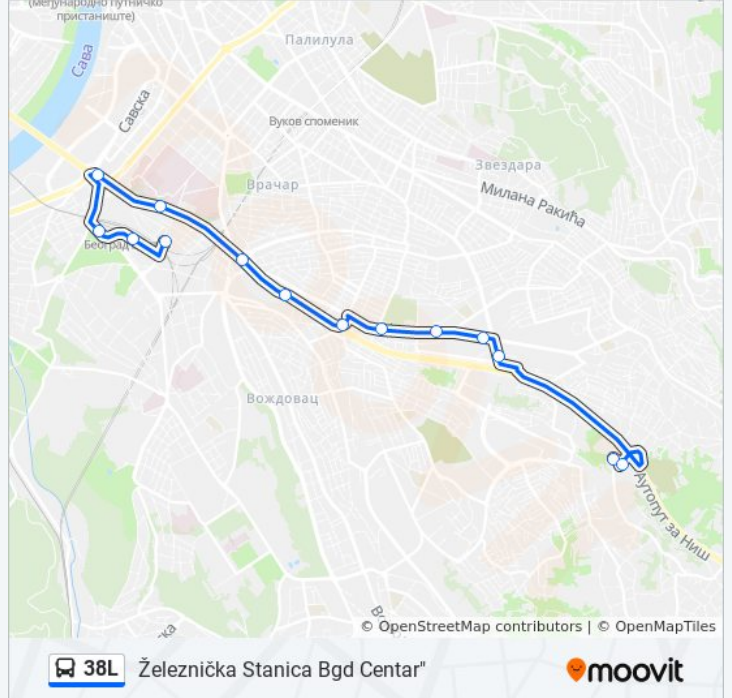 (међународно путничко
пристаниште)
Сава
Палилула
Савска
Вуков споменик
Звездара
Врачар
Милана Ракића
Београд
Вождовац
Аутопут за Ниш
© OpenStreetMap contributors | © OpenMapTiles
38L Železnička Stanica Bgd Centar"
moovit